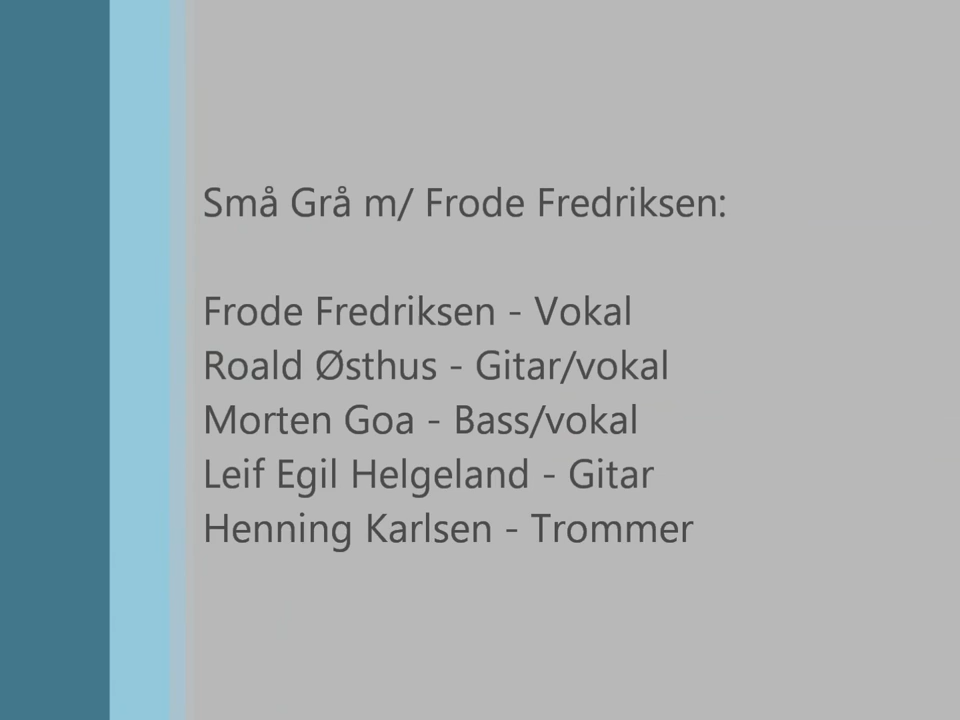 Små Grå m/ Frode Fredriksen:
Frode Fredriksen - Vokal
Roald Østhus - Gitar/vokal
Morten Goa - Bass/vokal
Leif Egil Helgeland - Gitar
Henning Karlsen - Trommer